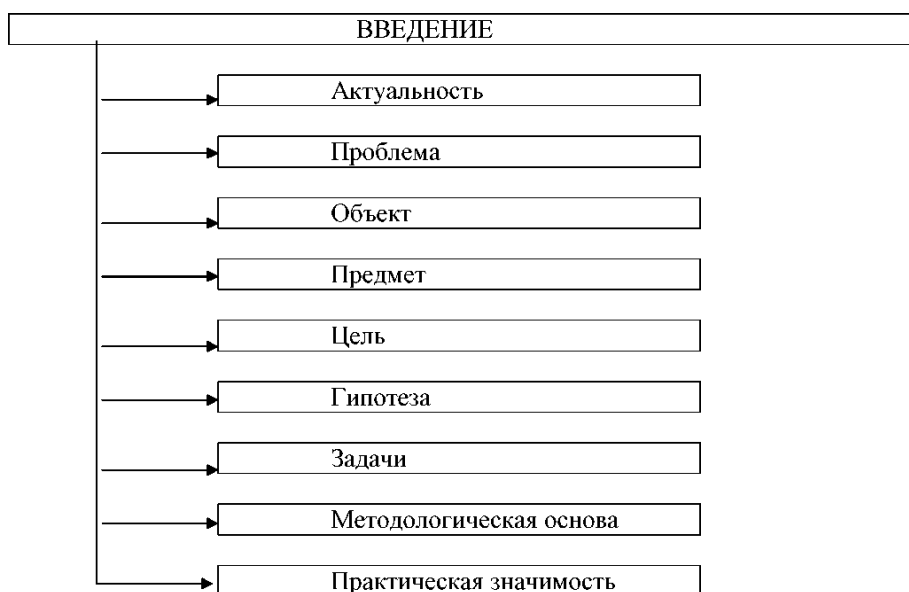 ВВЕДЕНИЕ
Актуальность
Проблема
Объект
Предмет
Цель
Гипотеза
Задачи
Методологическая основа
Практическая значимость